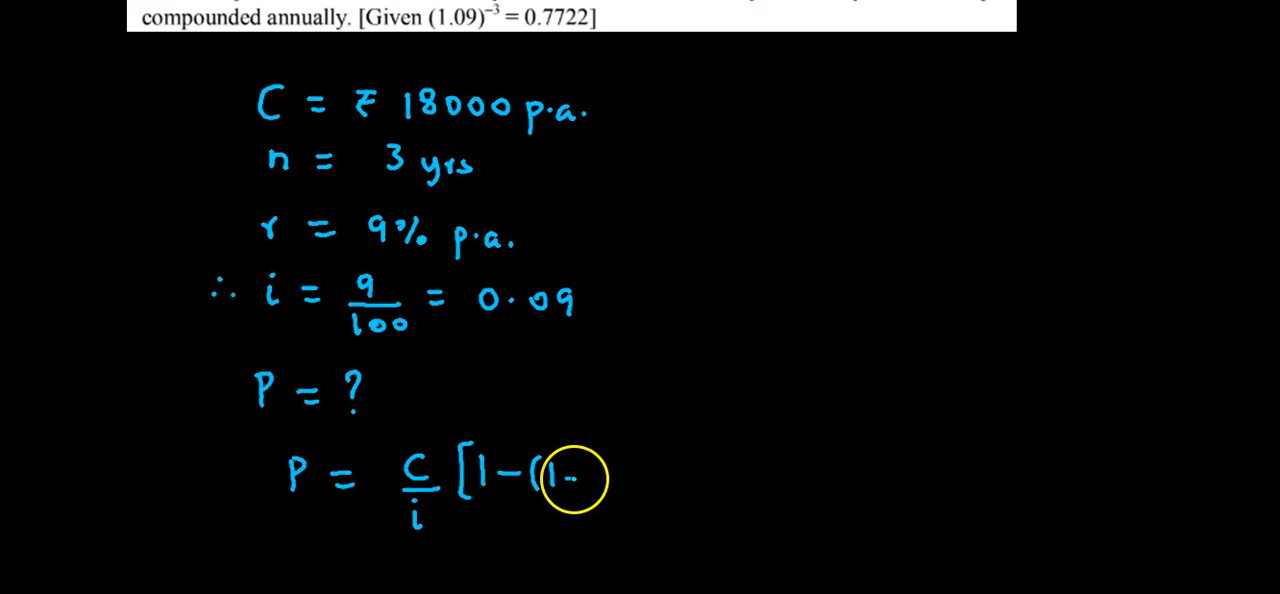 compounded annually. [Given (1.09)⁻³ = 0.7722]
C = ₹ 18000 p.a.
n = 3 yrs
r = 9% p.a.
∴ i = 9/100 = 0.09
P = ?
P = C/i [1-(1-